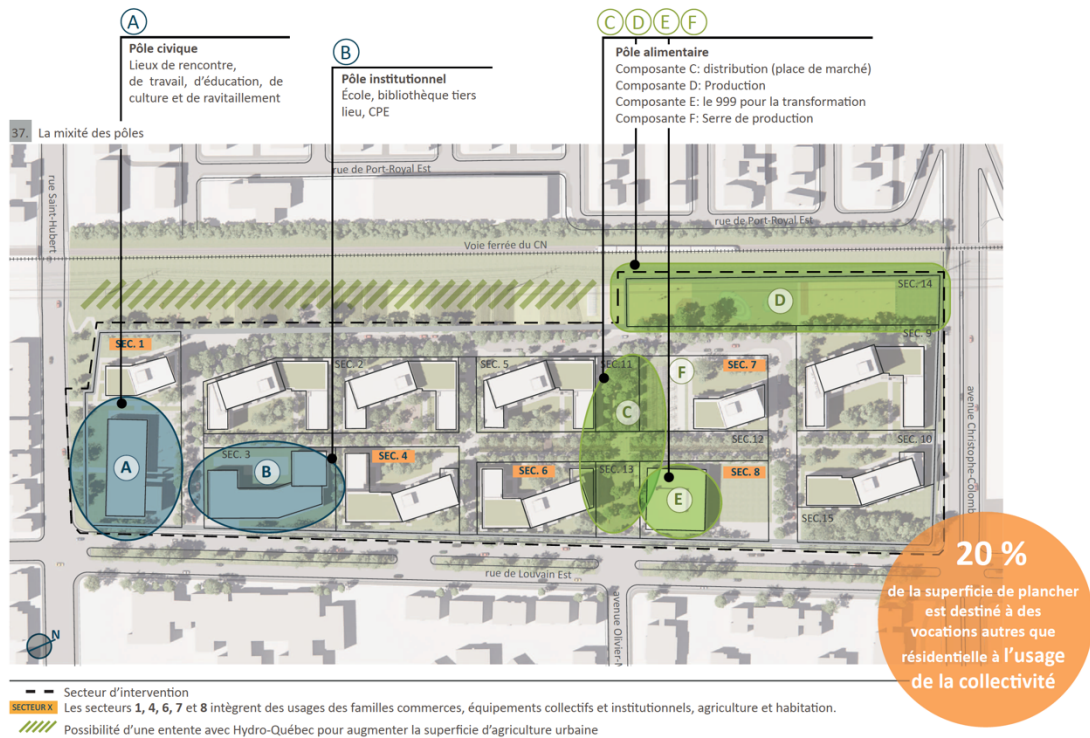 A
Pôle civique
Lieux de rencontre,
de travail, d'éducation, de
culture et de ravitaillement
B
Pôle institutionnel
École, bibliothèque tiers
lieu, CPE
C D E F
Pôle alimentaire
Composante C: distribution (place de marché)
Composante D: Production
Composante E: le 999 pour la transformation
Composante F: Serre de production
37. La mixité des pôles
rue Saint-Hubert
rue de Port-Royal Est
rue de Port-Royal Est
Voie ferrée du CN
SEC. 14
D
SEC. 1
SEC. 2
SEC. 5
SEC.11
F
SEC. 7
SEC. 9
avenue Christophe-Colomb
C
A
SEC. 3
B
SEC. 4
SEC. 6
SEC. 13
SEC.12
SEC. 8
E
SEC. 10
SEC.15
rue de Louvain Est
avenue Olivier-
N
20 %
de la superficie de plancher
est destiné à des
vocations autres que
résidentielle à l'usage
de la collectivité
Secteur d'intervention
SECTEUR X Les secteurs 1, 4, 6, 7 et 8 intègrent des usages des familles commerces, équipements collectifs et institutionnels, agriculture et habitation.
Possibilité d'une entente avec Hydro-Québec pour augmenter la superficie d'agriculture urbaine